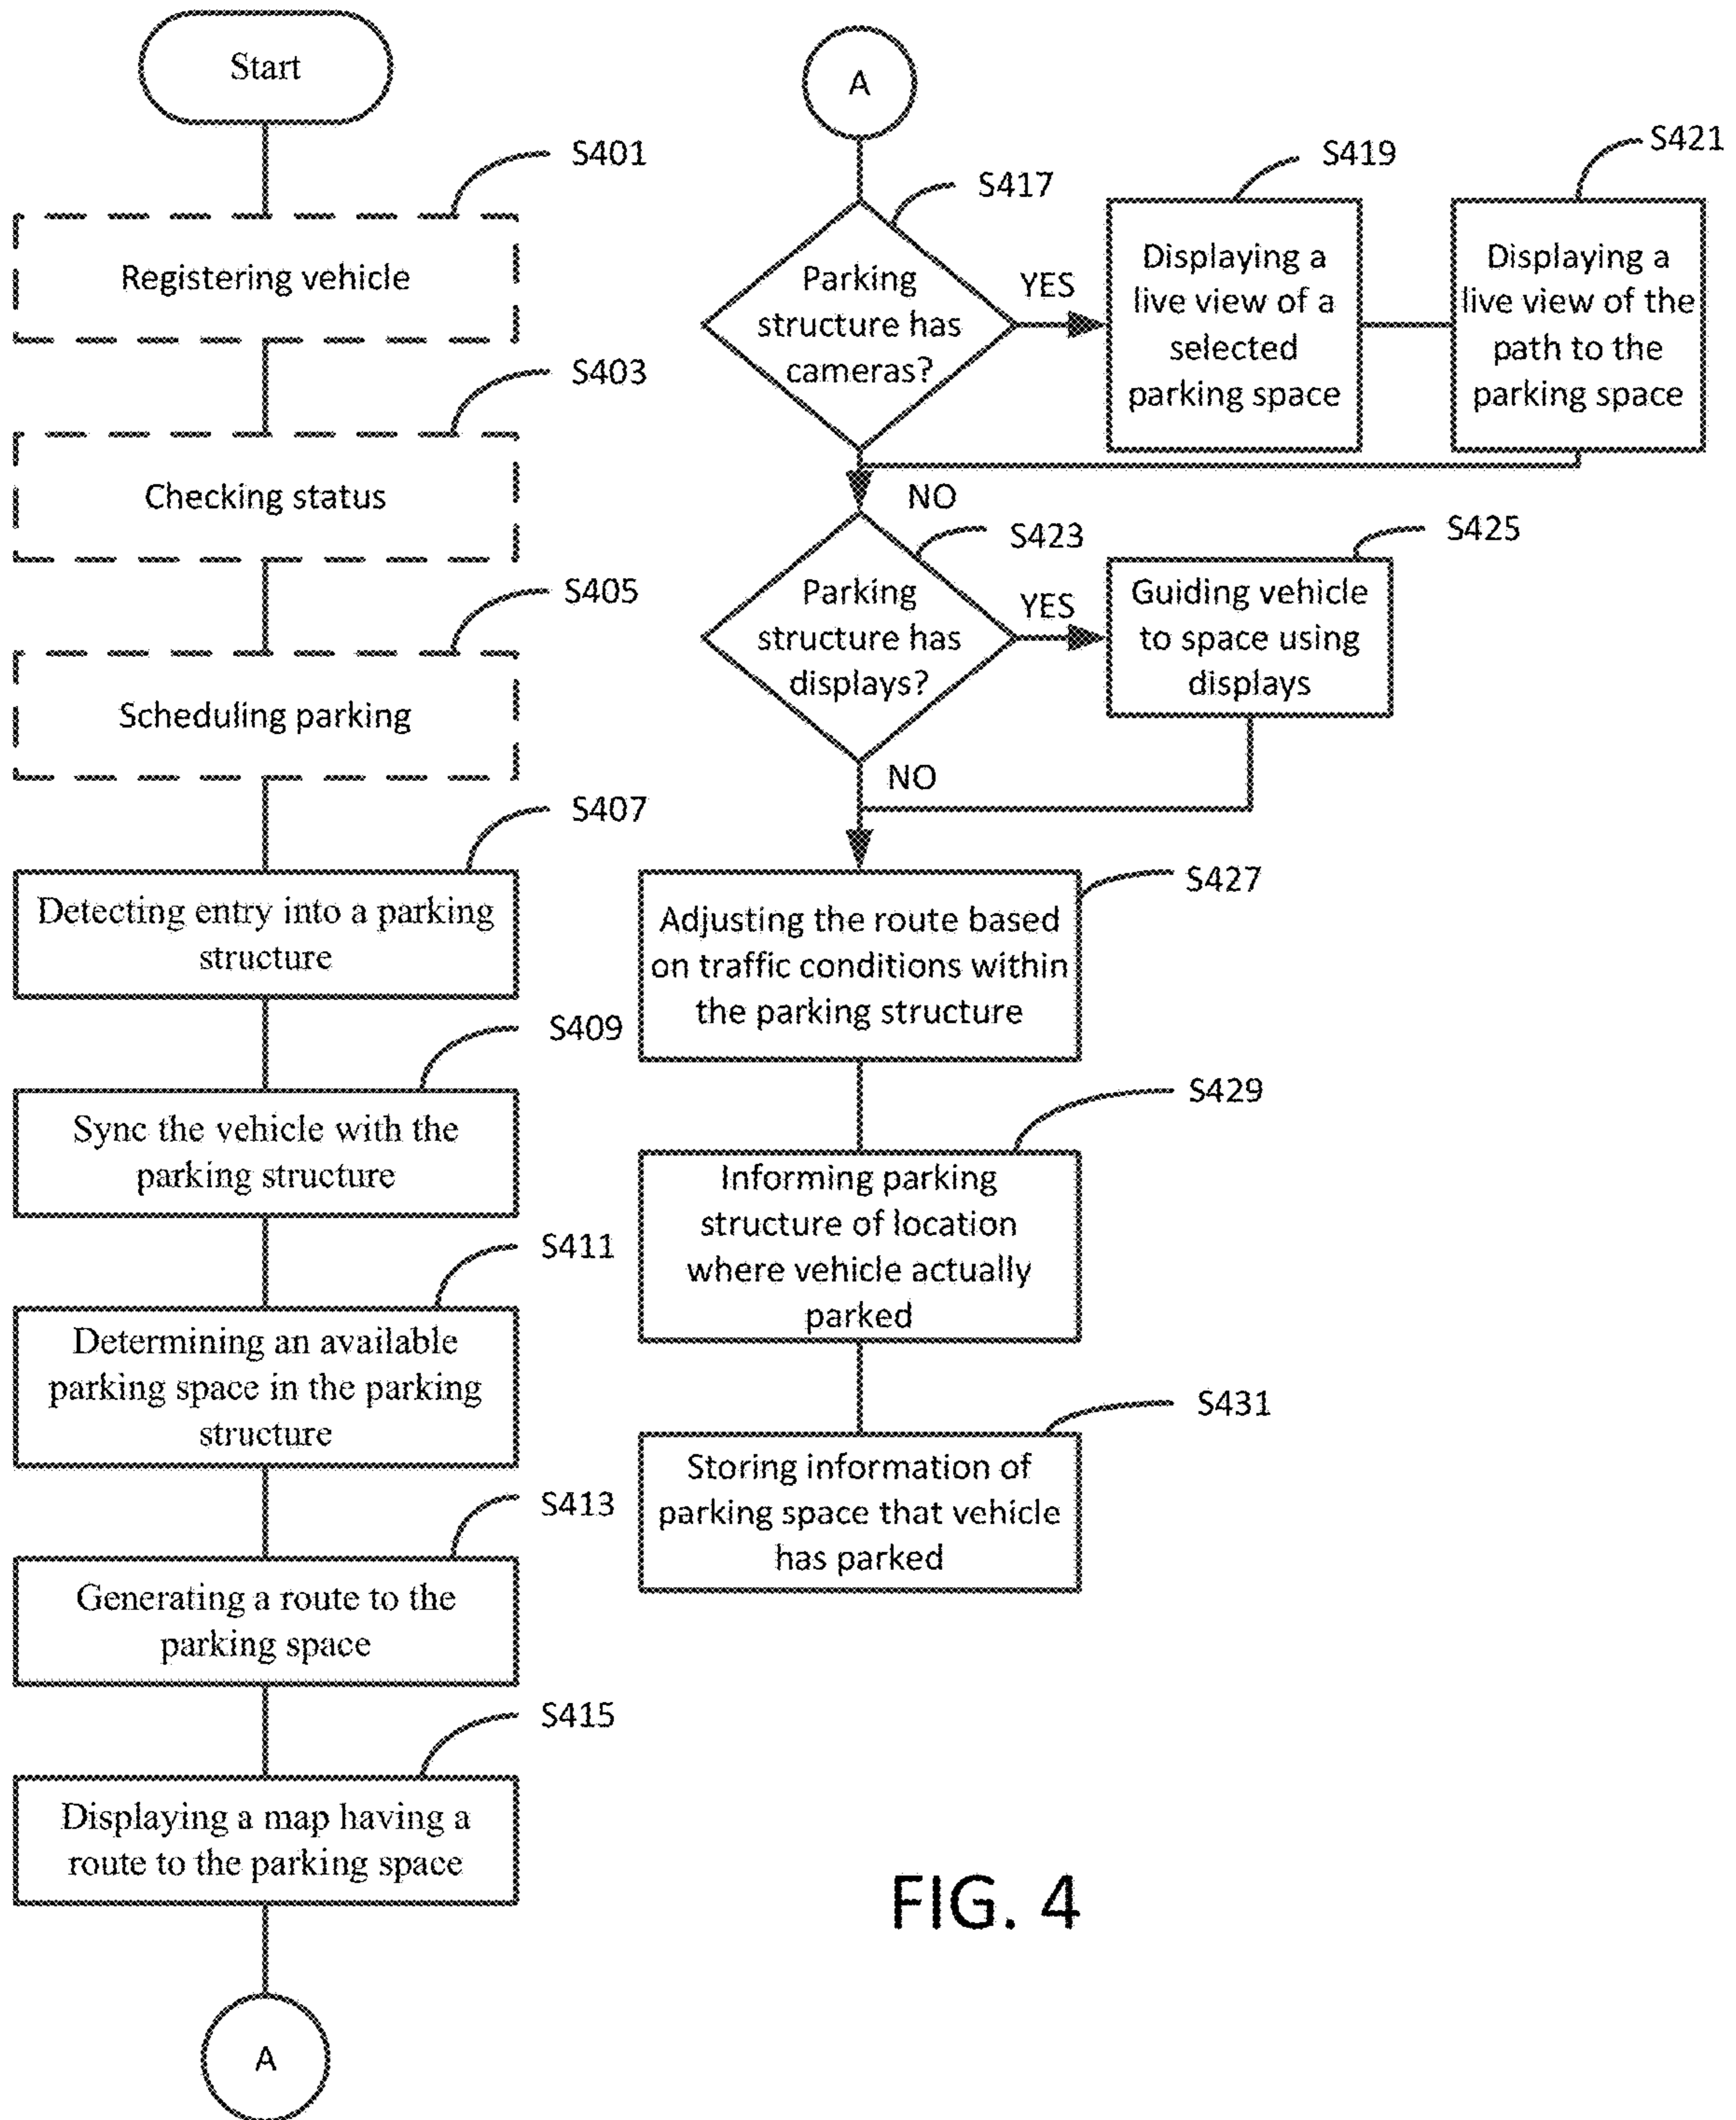 Start
S401
Registering vehicle
S403
Checking status
S405
Scheduling parking
S407
Detecting entry into a parking
structure
S409
Sync the vehicle with the
parking structure
S411
Determining an available
parking space in the parking
structure
S413
Generating a route to the
parking space
S415
Displaying a map having a
route to the parking space
A
A
S417
Parking
structure has
cameras?
YES
S419
Displaying a
live view of a
selected
parking space
S421
Displaying a
live view of the
path to the
parking space
NO
S423
Parking
structure has
displays?
YES
S425
Guiding vehicle
to space using
displays
NO
S427
Adjusting the route based
on traffic conditions within
the parking structure
S429
Informing parking
structure of location
where vehicle actually
parked
S431
Storing information of
parking space that vehicle
has parked
FIG. 4